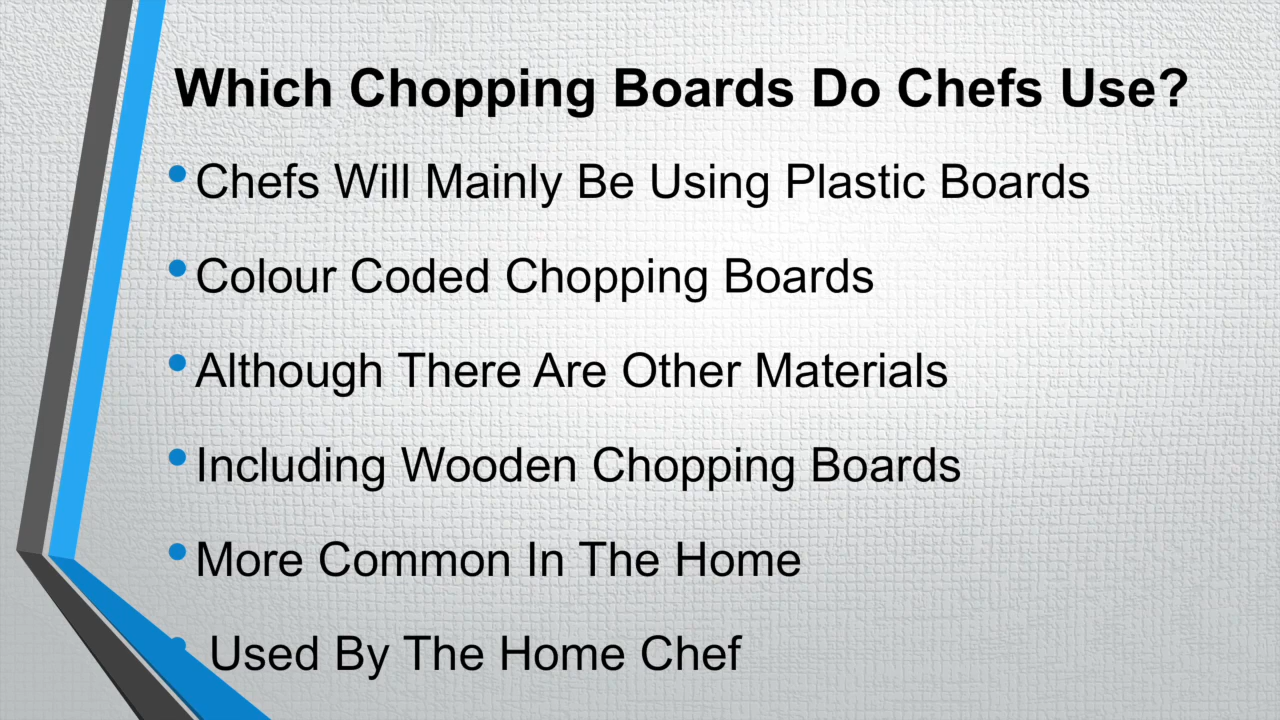 Which Chopping Boards Do Chefs Use?
• Chefs Will Mainly Be Using Plastic Boards
• Colour Coded Chopping Boards
• Although There Are Other Materials
• Including Wooden Chopping Boards
• More Common In The Home
• Used By The Home Chef